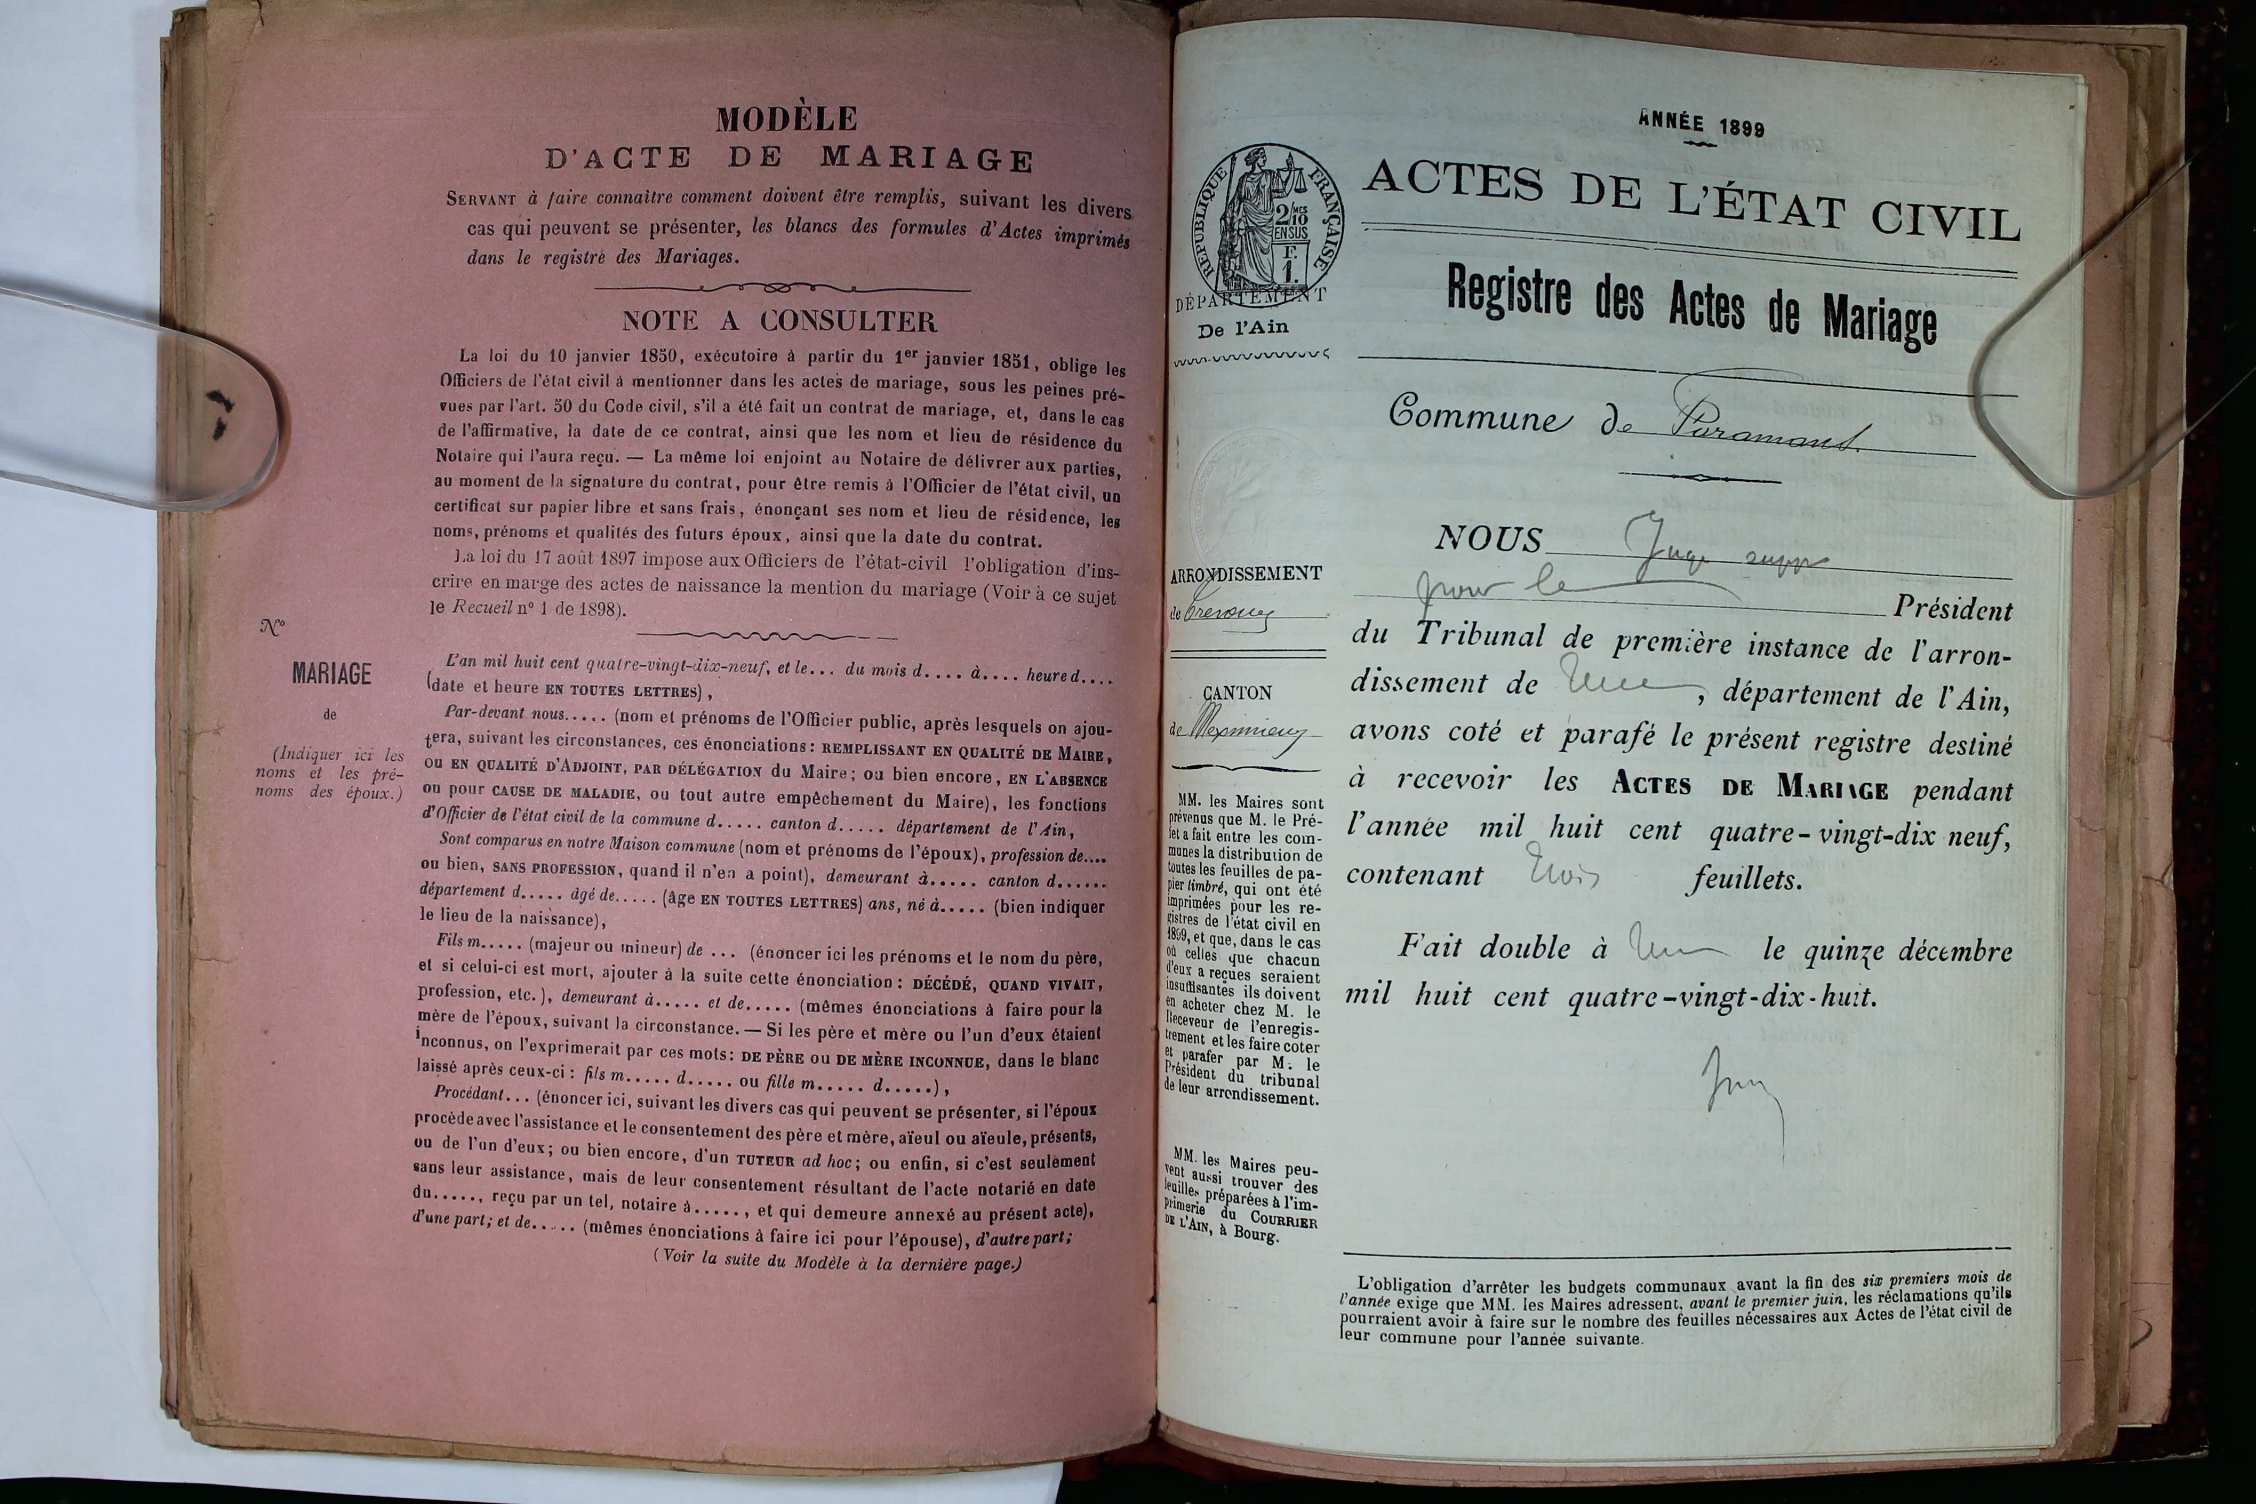 MODÈLE
D'ACTE DE MARIAGE
SERVANT à faire connaître comment doivent être remplis, suivant les divers
cas qui peuvent se présenter, les blancs des formules d'Actes imprimés
dans le registre des Mariages.
NOTE A CONSULTER
La loi du 10 janvier 1850, exécutoire à partir du 1er janvier 1851, oblige les
Officiers de l'état civil à mentionner dans les actes de mariage, sous les peines pré-
vues par l'art. 50 du Code civil, s'il a été fait un contrat de mariage, et, dans le cas
de l'affirmative, la date de ce contrat, ainsi que les nom et lieu de résidence du
Notaire qui l'aura reçu. — La même loi enjoint au Notaire de délivrer aux parties,
au moment de la signature du contrat, pour être remis à l'Officier de l'état civil, un
certificat sur papier libre et sans frais, énonçant ses nom et lieu de résidence, les
noms, prénoms et qualités des futurs époux, ainsi que la date du contrat.
La loi du 17 août 1897 impose aux Officiers de l'état-civil l'obligation d'ins-
crire en marge des actes de naissance la mention du mariage (Voir à ce sujet
le Recueil n° 1 de 1898).
N°
MARIAGE
de
(Indiquer ici les
noms et les pré-
noms des époux.)
L'an mil huit cent quatre-vingt-dix-neuf, et le... du mois d.... à.... heure d....
(date et heure EN TOUTES LETTRES),
Par-devant nous..... (nom et prénoms de l'Officier public, après lesquels on ajou-
tera, suivant les circonstances, ces énonciations: REMPLISSANT EN QUALITÉ DE MAIRE,
OU EN QUALITÉ D'ADJOINT, PAR DÉLÉGATION du Maire; ou bien encore, EN L'ABSENCE
ou pour CAUSE DE MALADIE, ou tout autre empêchement du Maire), les fonctions
d'Officier de l'état civil de la commune d..... canton d..... département de l'Ain,
Sont comparus en notre Maison commune (nom et prénoms de l'époux), profession de....
ou bien, SANS PROFESSION, quand il n'en a point), demeurant à..... canton d......
département d..... âgé de..... (âge EN TOUTES LETTRES) ans, né à..... (bien indiquer
le lieu de la naissance),
Fils m..... (majeur ou mineur) de ... (énoncer ici les prénoms et le nom du père,
et si celui-ci est mort, ajouter à la suite cette énonciation: DÉCÉDÉ, QUAND VIVAIT,
profession, etc.), demeurant à..... et de..... (mêmes énonciations à faire pour la
mère de l'époux, suivant la circonstance. — Si les père et mère ou l'un d'eux étaient
inconnus, on l'exprimerait par ces mots: DE PÈRE OU DE MÈRE INCONNUE, dans le blanc
laissé après ceux-ci: fils m..... d..... ou fille m..... d.....),
Procédant... (énoncer ici, suivant les divers cas qui peuvent se présenter, si l'époux
procède avec l'assistance et le consentement des père et mère, aïeul ou aïeule, présents,
ou de l'un d'eux; ou bien encore, d'un TUTEUR ad hoc; ou enfin, si c'est seulement
sans leur assistance, mais de leur consentement résultant de l'acte notarié en date
du....., reçu par un tel, notaire à....., et qui demeure annexé au présent acte),
d'une part; et de..... (mêmes énonciations à faire ici pour l'épouse), d'autre part;
(Voir la suite du Modèle à la dernière page.)
ANNÉE 1899
RÉPUBLIQUE FRANÇAISE
2/10 MES
EN SUS
F.
1.
DÉPARTEMENT
De l'Ain
ACTES DE L'ÉTAT CIVIL
Registre des Actes de Mariage
Commune de
ARRONDISSEMENT
de Trévoux
CANTON
de Meximieux
MM. les Maires sont
prévenus que M. le Pré-
fet a fait entre les com-
munes la distribution de
toutes les feuilles de pa-
pier timbré, qui ont été
imprimées pour les re-
gistres de l'état civil en
1899, et que, dans le cas
où celles que chacun
d'eux a reçues seraient
insuffisantes ils doivent
en acheter chez M. le
Receveur de l'enregis-
trement et les faire coter
et parafer par M. le
Président du tribunal
de leur arrondissement.
MM. les Maires peu-
vent aussi trouver des
feuilles préparées à l'im-
primerie du COURRIER
DE L'AIN, à Bourg.
NOUS Juge supp
pour le Président
du Tribunal de première instance de l'arron-
dissement de , département de l'Ain,
avons coté et parafé le présent registre destiné
à recevoir les ACTES DE MARIAGE pendant
l'année mil huit cent quatre-vingt-dix neuf,
contenant trois feuillets.
Fait double à le quinze décembre
mil huit cent quatre-vingt-dix-huit.
L'obligation d'arrêter les budgets communaux avant la fin des six premiers mois de
l'année exige que MM. les Maires adressent, avant le premier juin, les réclamations qu'ils
pourraient avoir à faire sur le nombre des feuilles nécessaires aux Actes de l'état civil de
leur commune pour l'année suivante.